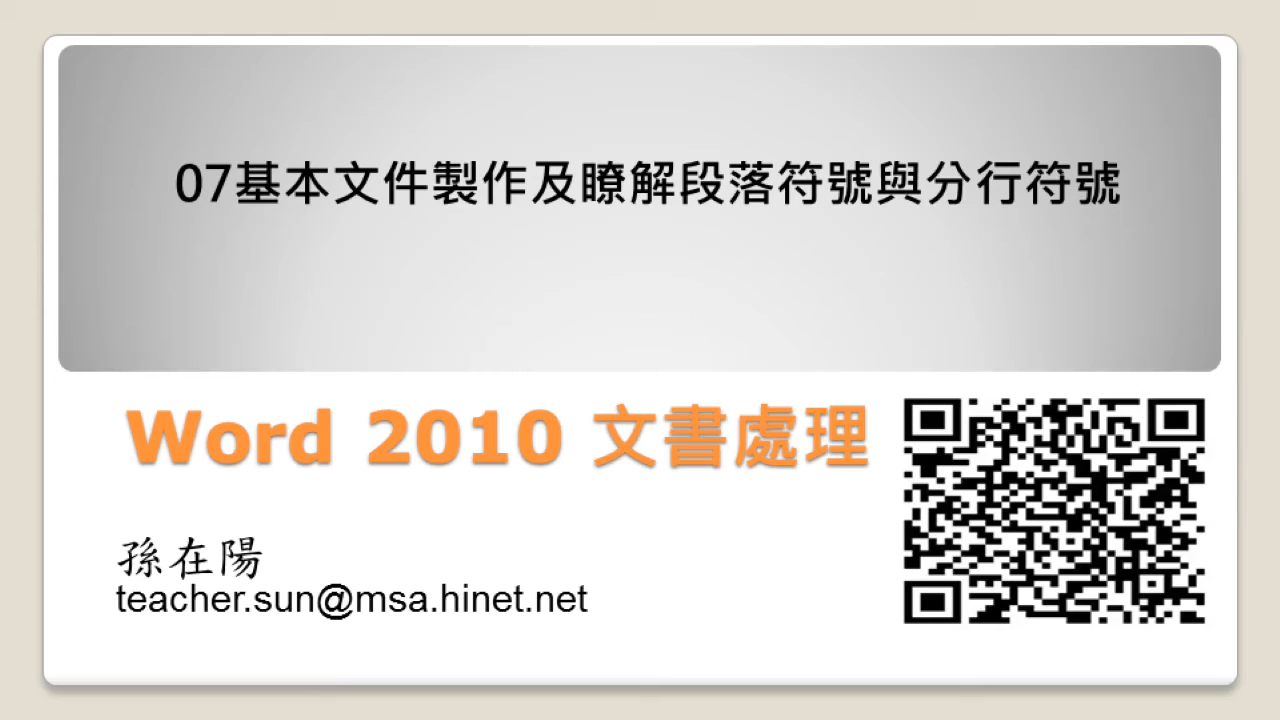 07基本文件製作及瞭解段落符號與分行符號
Word 2010 文書處理
孫在陽
teacher.sun@msa.hinet.net